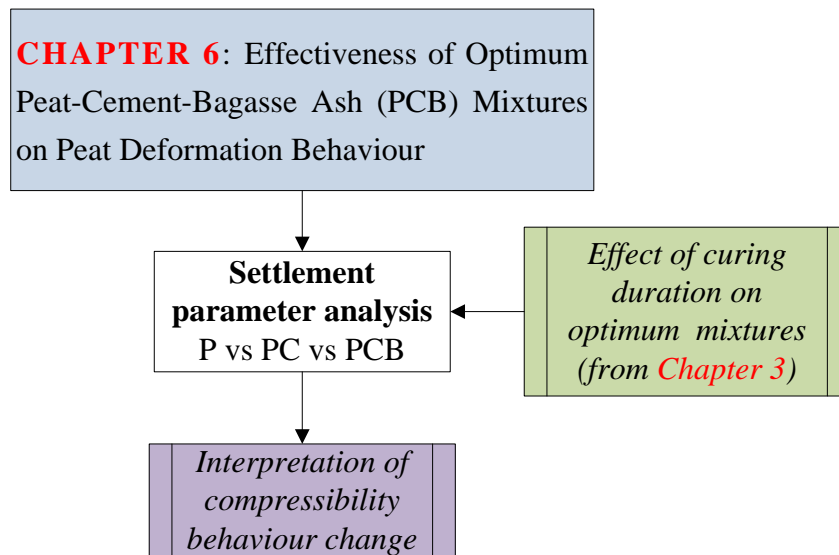 CHAPTER 6: Effectiveness of Optimum
Peat-Cement-Bagasse Ash (PCB) Mixtures
on Peat Deformation Behaviour
Settlement
parameter analysis
P vs PC vs PCB
Effect of curing
duration on
optimum mixtures
(from Chapter 3)
Interpretation of
compressibility
behaviour change